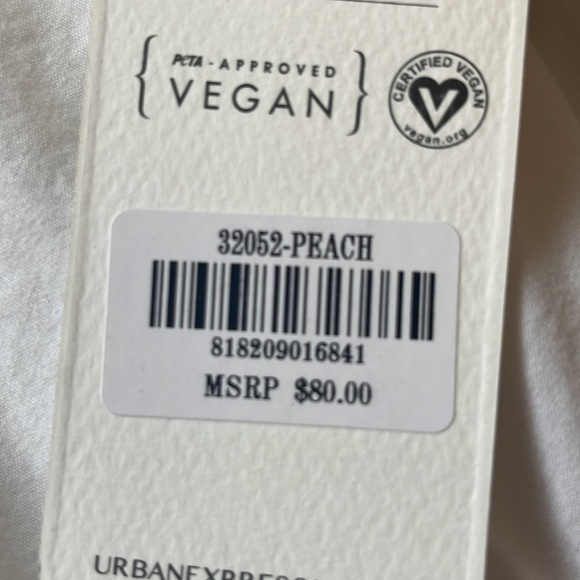 PETA-APPROVED
VEGAN
CERTIFIED VEGAN
vegan.org
32052-PEACH
818209016841
MSRP $80.00